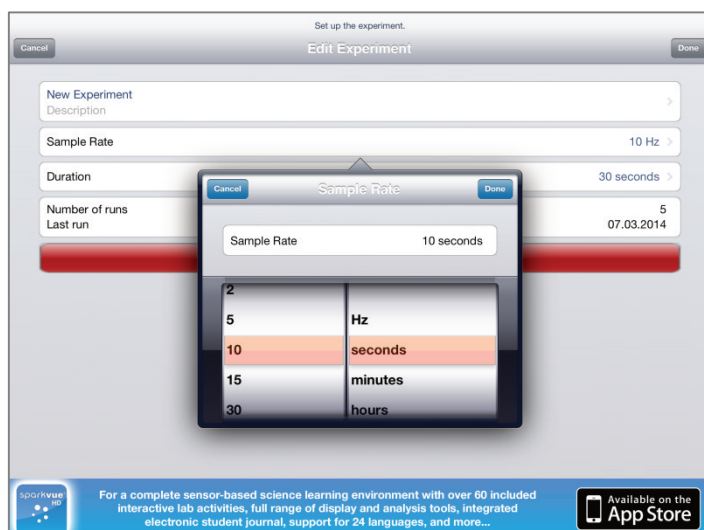 Set up the experiment.
Cancel
Edit Experiment
Done
New Experiment
Description
Sample Rate
10 Hz
Duration
30 seconds
Number of runs
5
Last run
07.03.2014
Cancel
Sample Rate
Done
Sample Rate
10 seconds
2
5
Hz
10
seconds
15
minutes
30
hours
sparkvue
HD
For a complete sensor-based science learning environment with over 60 included
interactive lab activities, full range of display and analysis tools, integrated
electronic student journal, support for 24 languages, and more...
Available on the
App Store